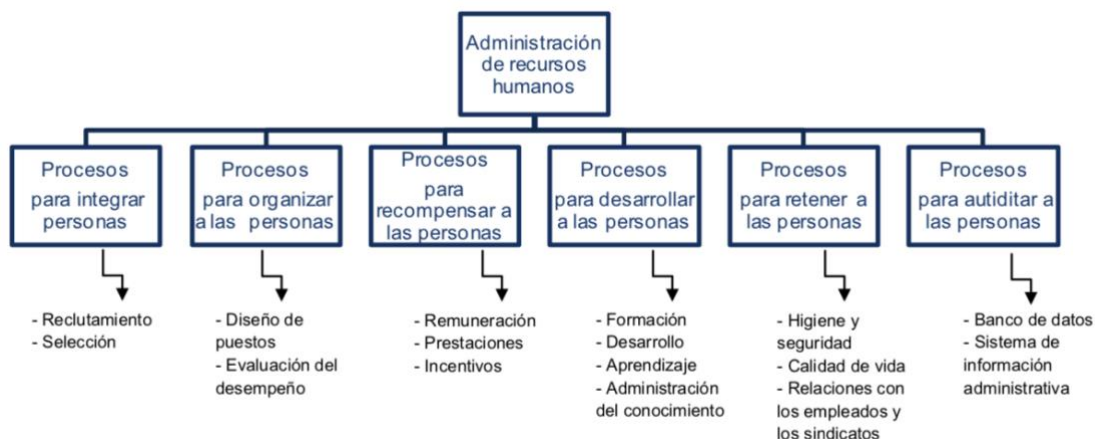 Administración
de recursos
humanos
Procesos
para integrar
personas
Procesos
para organizar
a las personas
Procesos
para
recompensar a
las personas
Procesos
para desarrollar
a las personas
Procesos
para retener a
las personas
Procesos
para autiditar a
las personas
- Reclutamiento
- Selección
- Diseño de
puestos
- Evaluación del
desempeño
- Remuneración
- Prestaciones
- Incentivos
- Formación
- Desarrollo
- Aprendizaje
- Administración
del conocimiento
- Higiene y
seguridad
- Calidad de vida
- Relaciones con
los empleados y
los sindicatos
- Banco de datos
- Sistema de
información
administrativa